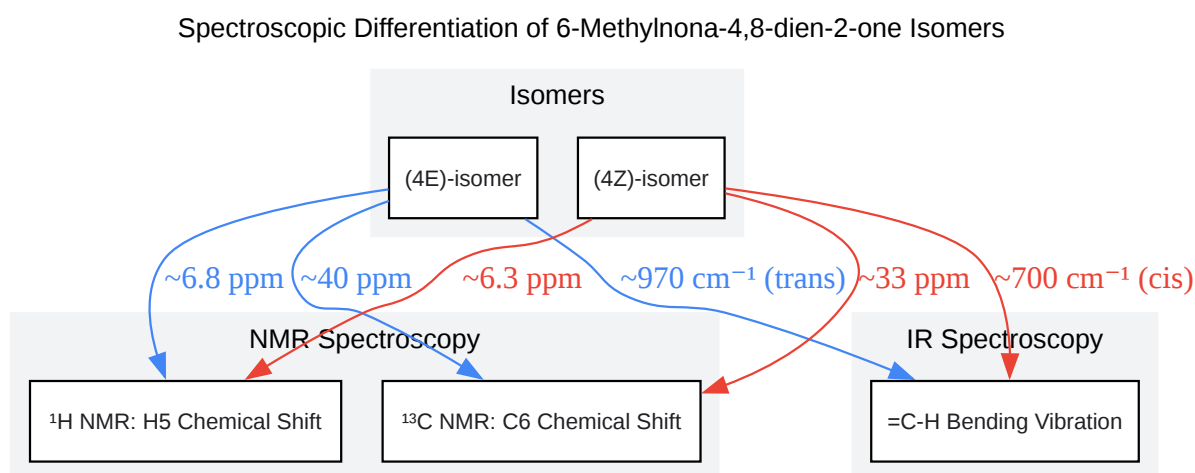 Spectroscopic Differentiation of 6-Methylnona-4,8-dien-2-one Isomers
Isomers
(4E)-isomer
(4Z)-isomer
~6.8 ppm
~40 ppm
~6.3 ppm
~970 cm⁻¹ (trans)
~33 ppm
~700 cm⁻¹ (cis)
NMR Spectroscopy
IR Spectroscopy
¹H NMR: H5 Chemical Shift
¹³C NMR: C6 Chemical Shift
=C-H Bending Vibration